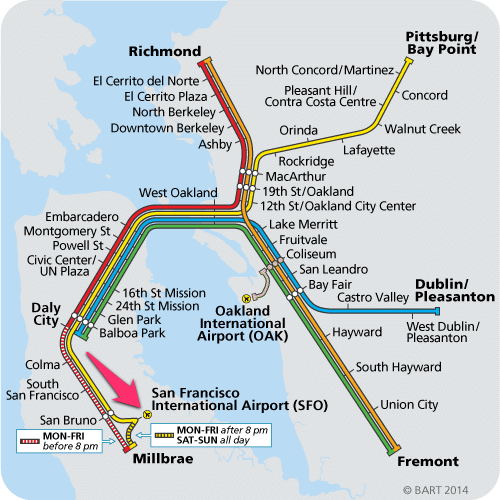 Richmond
El Cerrito del Norte
El Cerrito Plaza
North Berkeley
Downtown Berkeley
Ashby
Pittsburg/
Bay Point
North Concord/Martinez
Pleasant Hill/
Contra Costa Centre
Concord
Orinda
Walnut Creek
Lafayette
Rockridge
MacArthur
19th St/Oakland
12th St/Oakland City Center
West Oakland
Lake Merritt
Fruitvale
Coliseum
San Leandro
Bay Fair
Embarcadero
Montgomery St
Powell St
Civic Center/
UN Plaza
16th St Mission
24th St Mission
Glen Park
Balboa Park
Daly
City
Oakland
International
Airport (OAK)
Dublin/
Pleasanton
Castro Valley
West Dublin/
Pleasanton
Hayward
South Hayward
Union City
Fremont
Colma
South
San Francisco
San Bruno
San Francisco
International Airport (SFO)
MON-FRI
before 8 pm
MON-FRI after 8 pm
SAT-SUN all day
Millbrae
© BART 2014